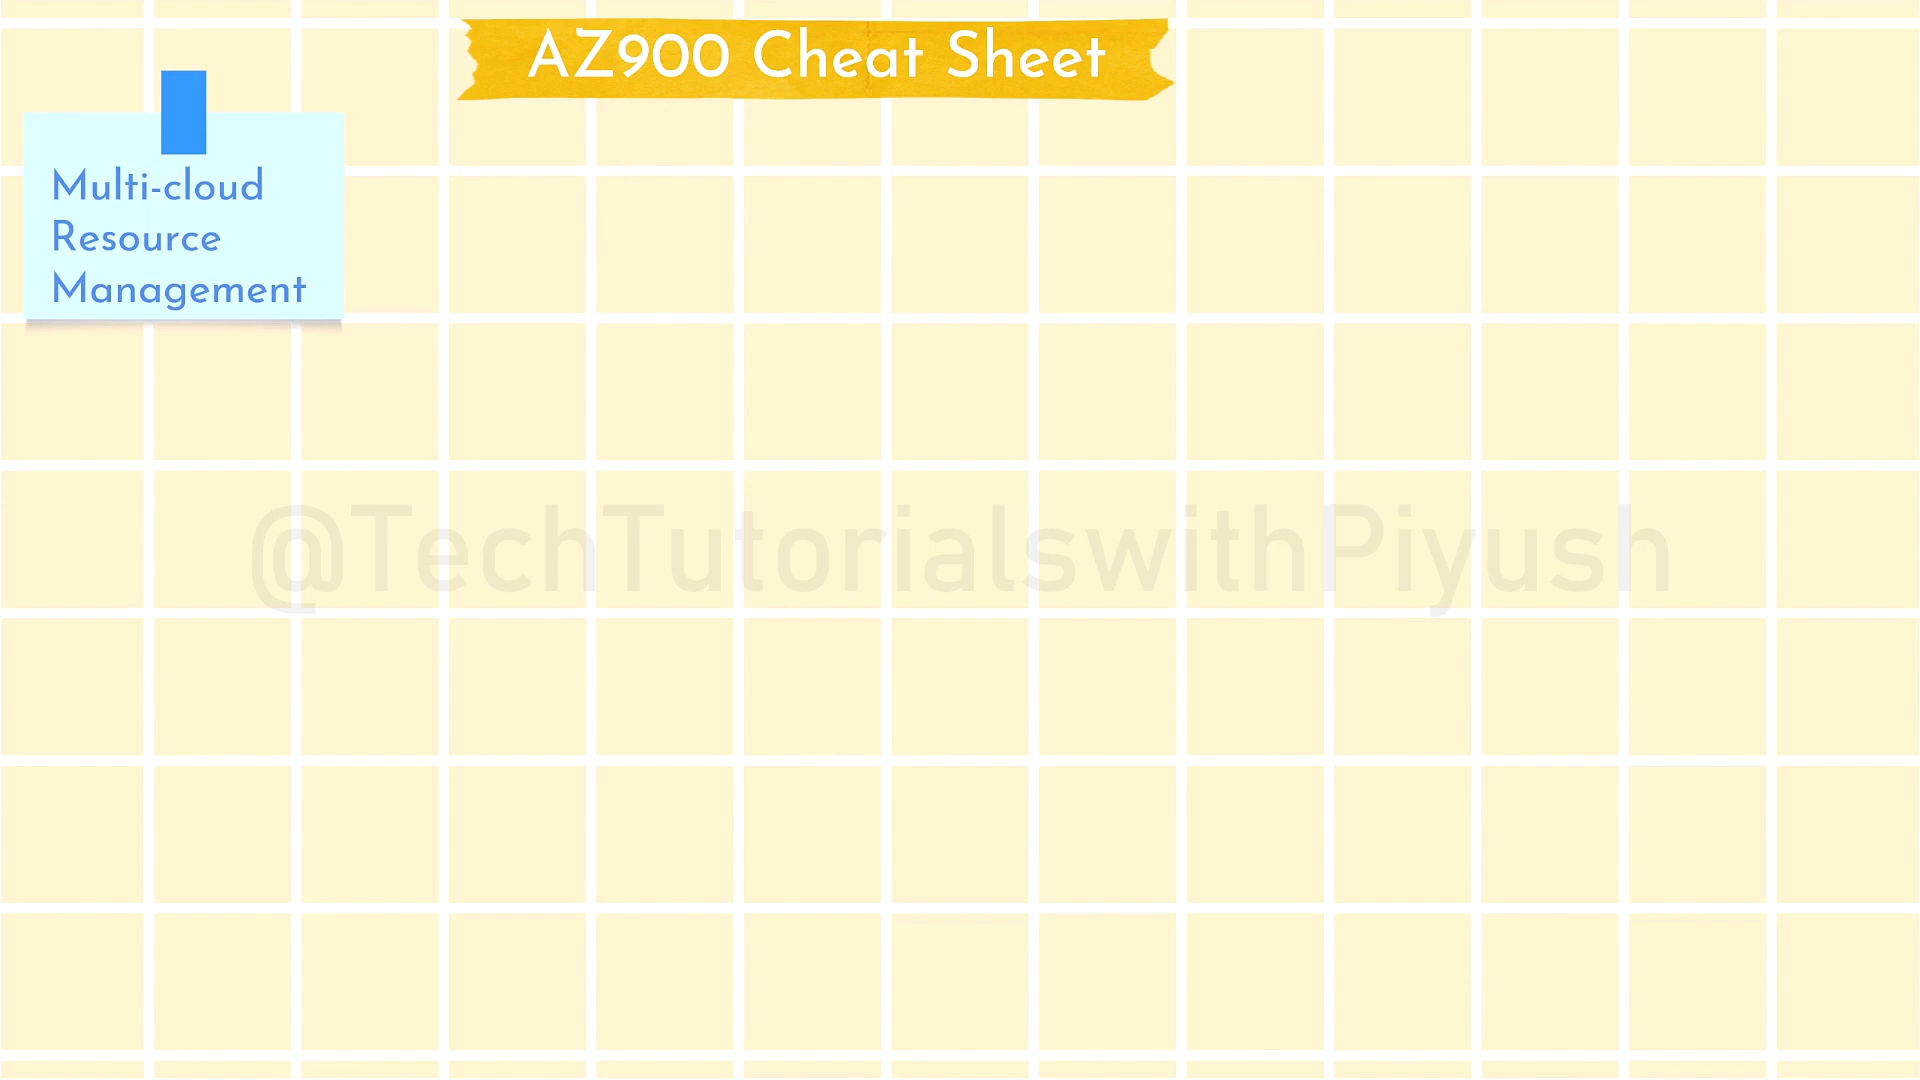 AZ900 Cheat Sheet
Multi-cloud
Resource
Management
@TechTutorialswithPiyush